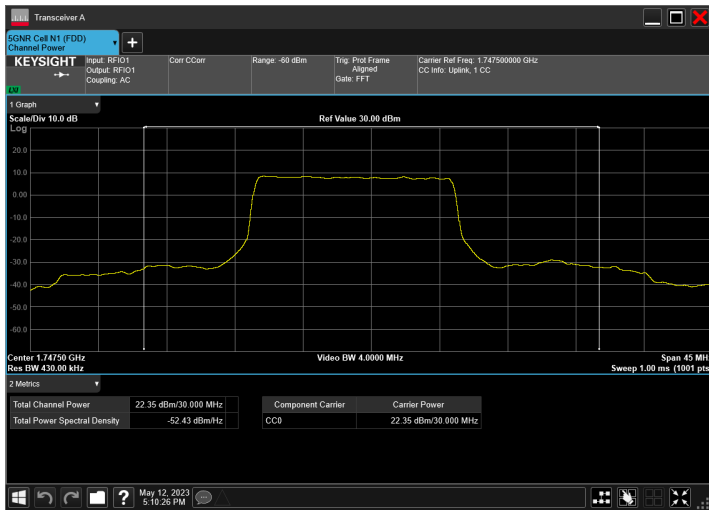 Transceiver A
5GNR Cell N1 (FDD)
Channel Power
KEYSIGHT
LXI
Input: RFIO1
Output: RFIO1
Coupling: AC
Corr CCorr
Range: -60 dBm
Trig: Prot Frame
Aligned
Gate: FFT
Carrier Ref Freq: 1.747500000 GHz
CC Info: Uplink, 1 CC
1 Graph
Scale/Div 10.0 dB
Ref Value 30.00 dBm
Log
20.0
10.0
0.00
-10.0
-20.0
-30.0
-40.0
-50.0
-60.0
Center 1.74750 GHz
Video BW 4.0000 MHz
Span 45 MHz
Res BW 430.00 kHz
Sweep 1.00 ms (1001 pts
2 Metrics
Total Channel Power 22.35 dBm/30.000 MHz
Total Power Spectral Density -52.43 dBm/Hz
Component Carrier Carrier Power
CC0 22.35 dBm/30.000 MHz
?
May 12, 2023
5:10:26 PM